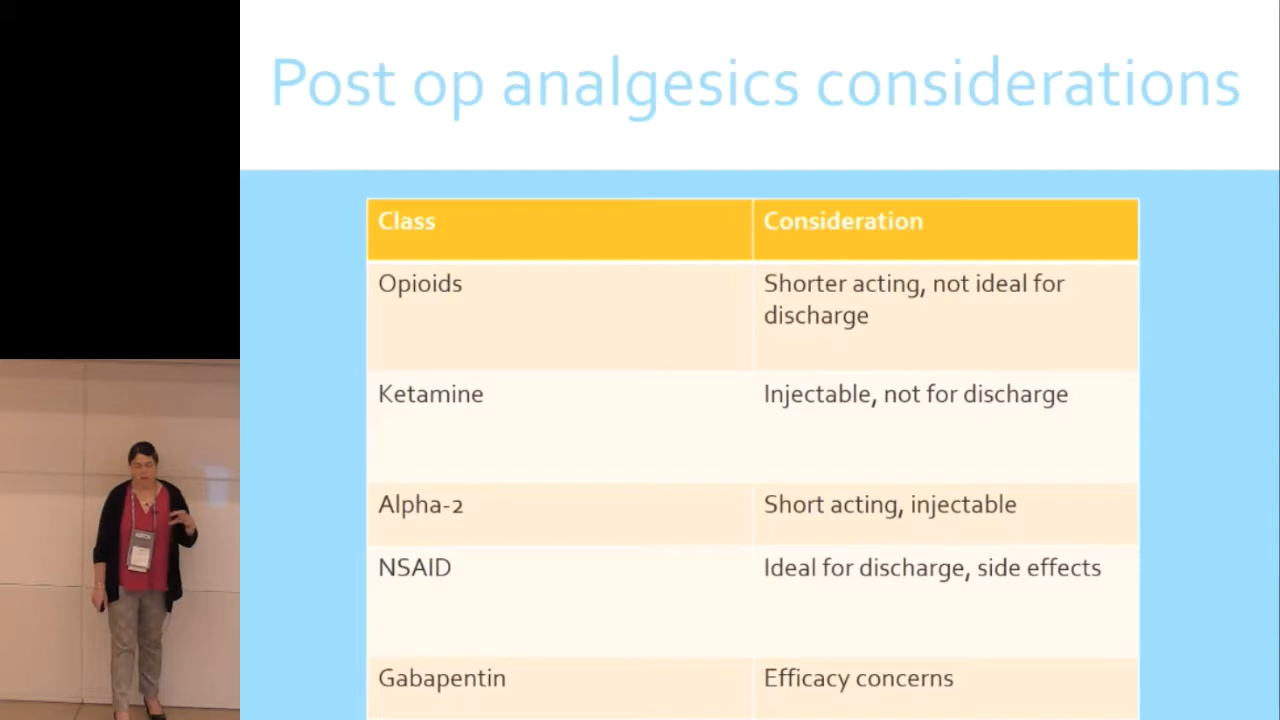 Post op analgesics considerations
Class
Consideration
Opioids
Shorter acting, not ideal for
discharge
Ketamine
Injectable, not for discharge
Alpha-2
Short acting, injectable
NSAID
Ideal for discharge, side effects
Gabapentin
Efficacy concerns